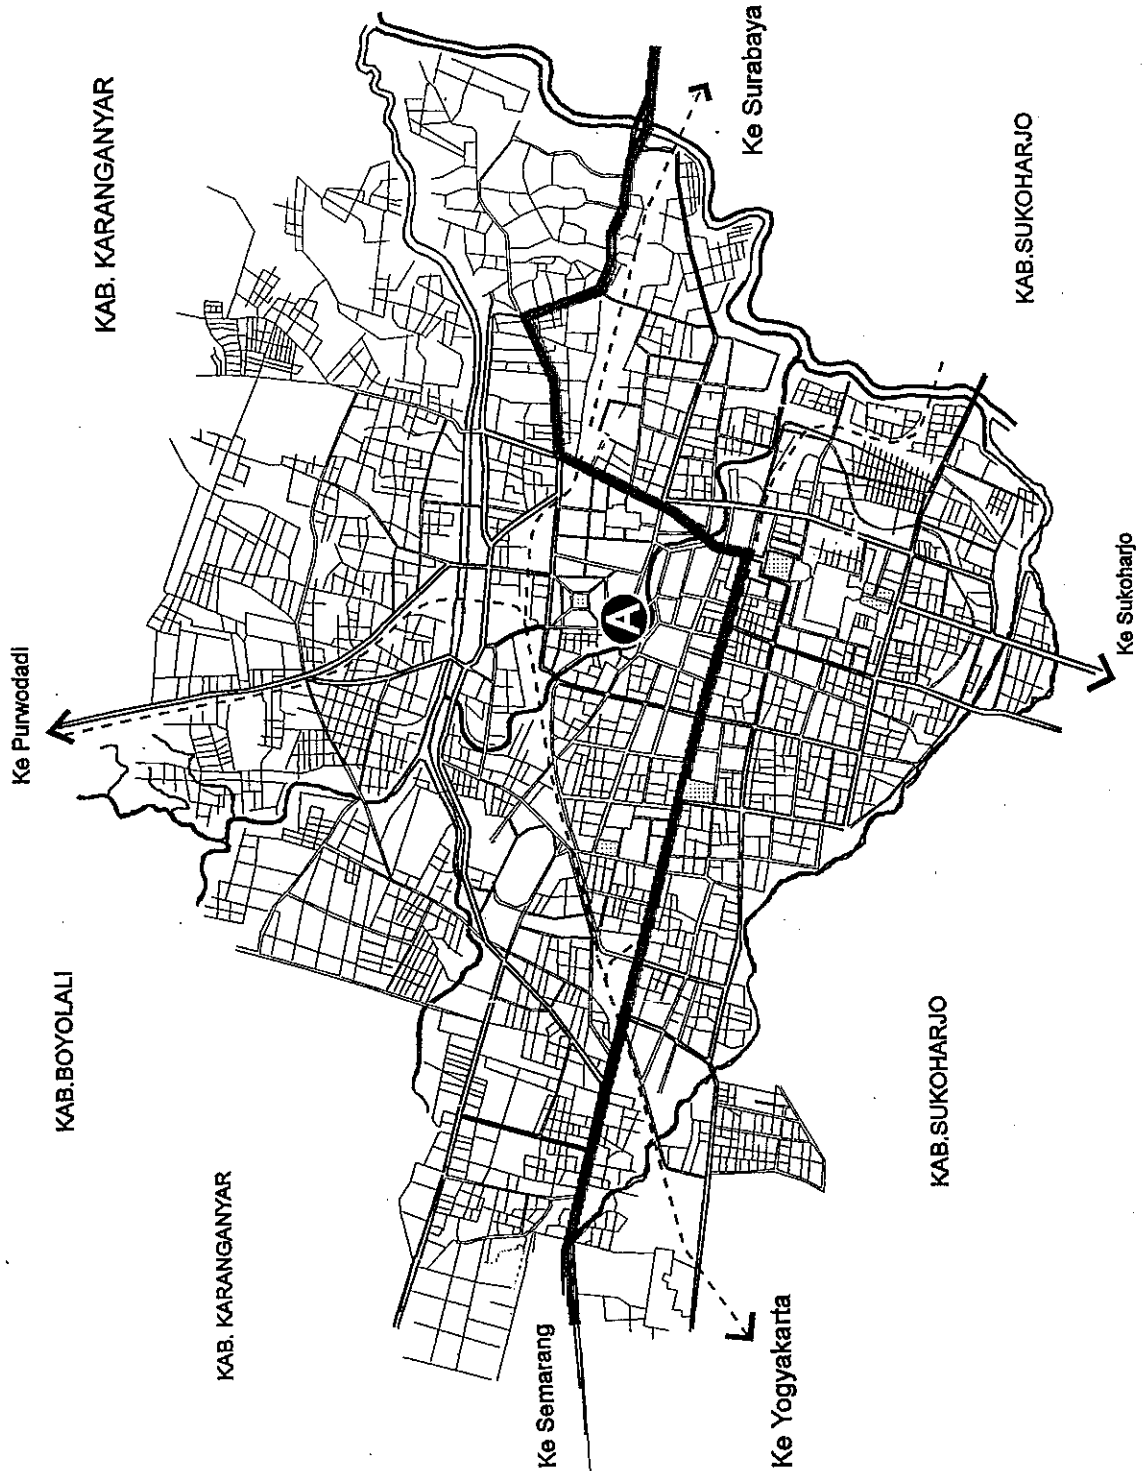 Ke Purwodadi
KAB. KARANGANYAR
Ke Surabaya
KAB.SUKOHARJO
KAB.BOYOLALI
A
Ke Sukoharjo
KAB. KARANGANYAR
KAB.SUKOHARJO
Ke Semarang
Ke Yogyakarta